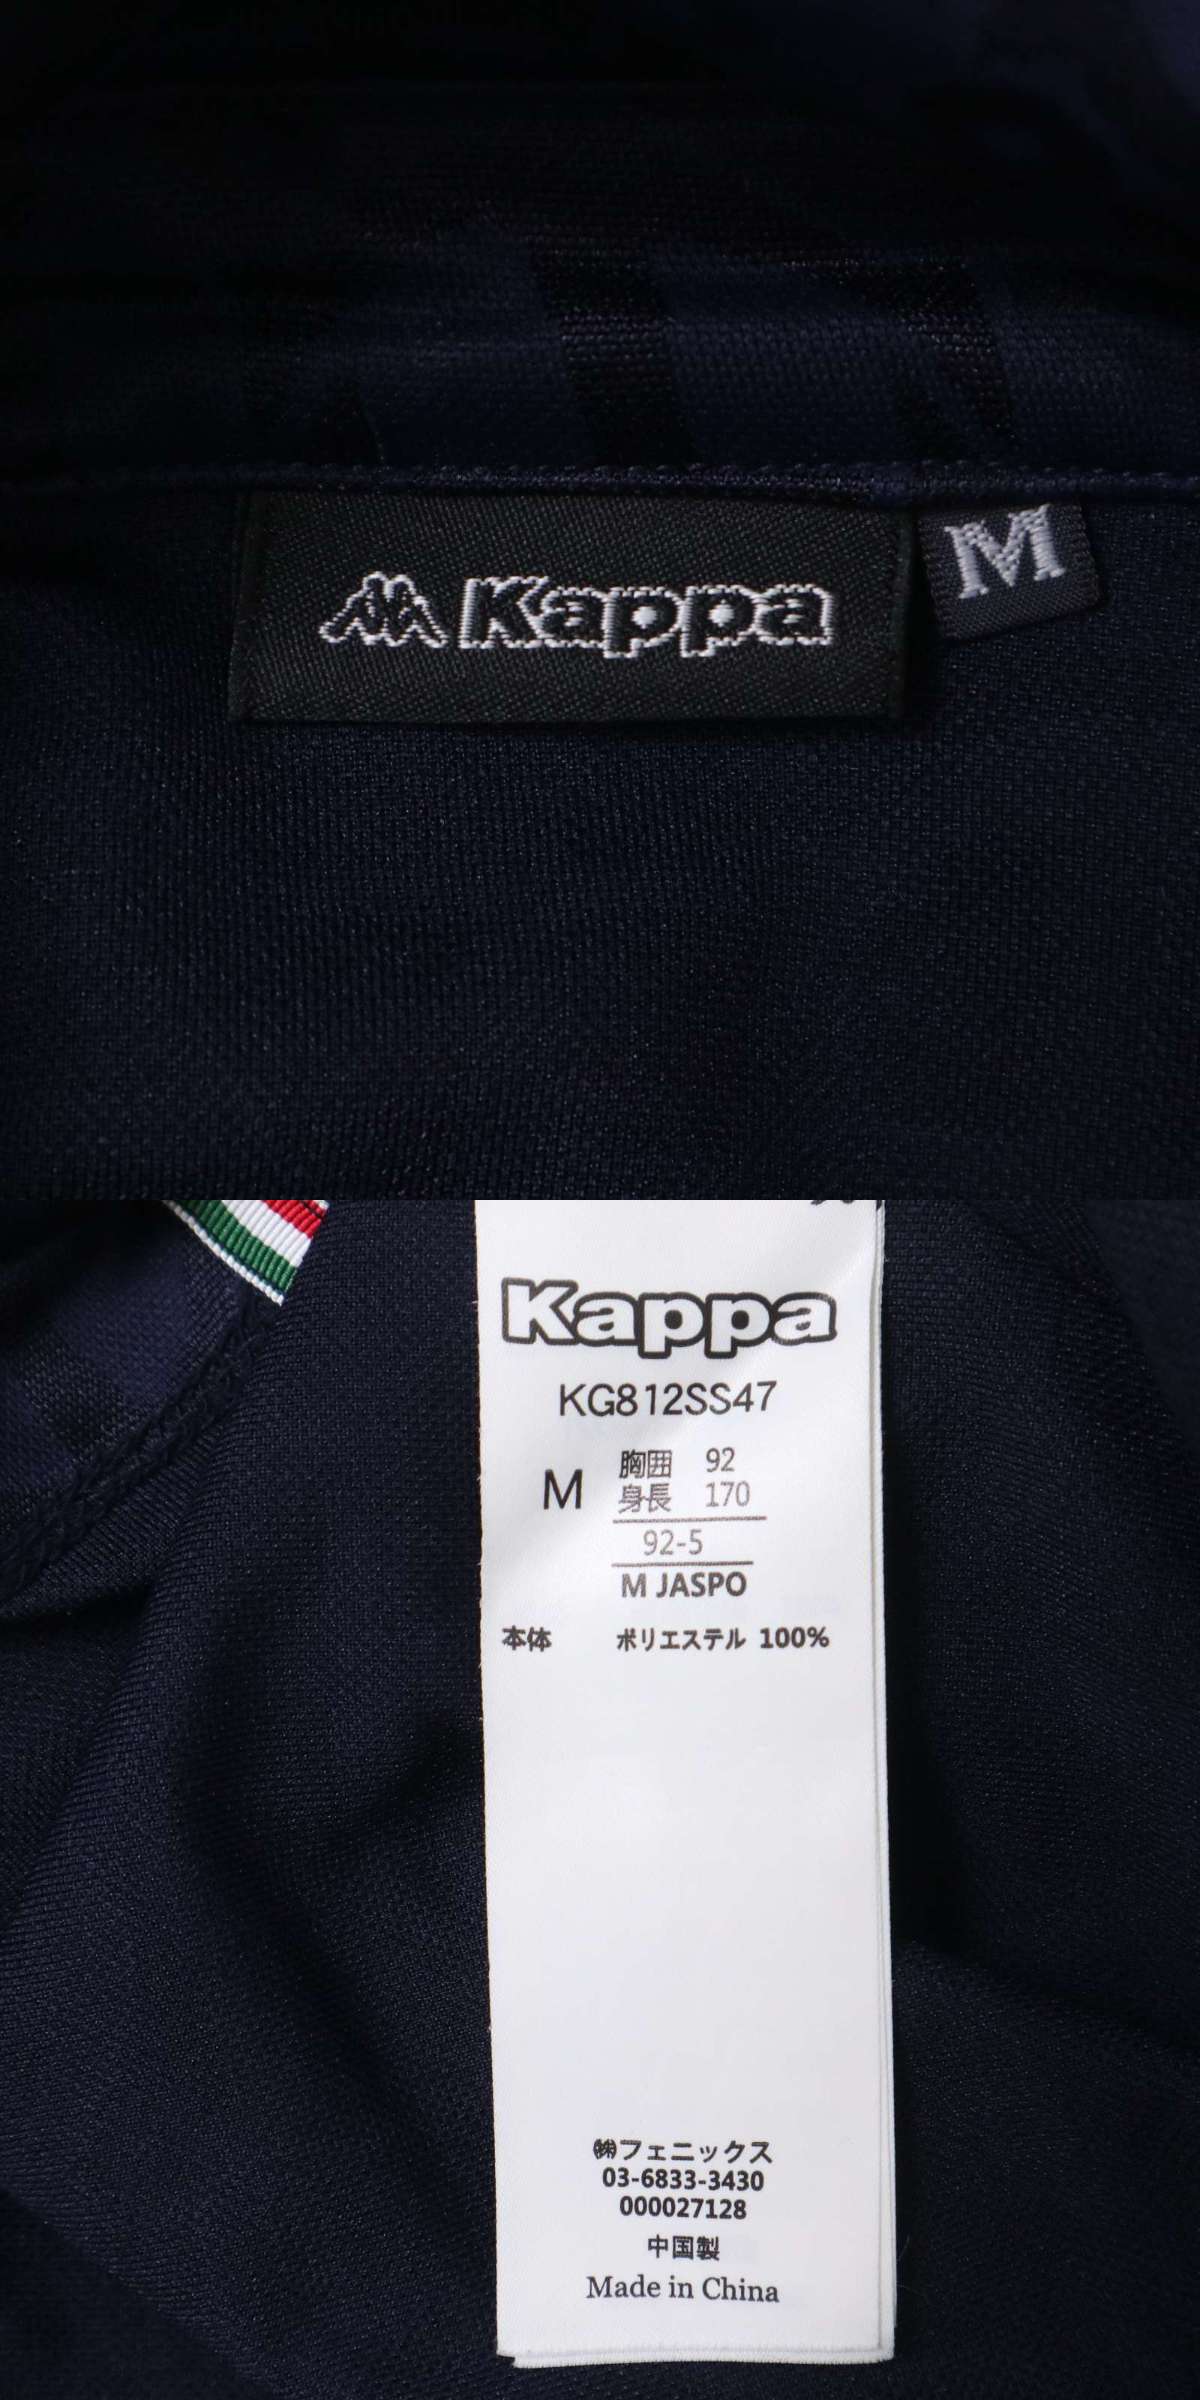 Kappa
M
Kappa
KG812SS47
M
胸囲 92
身長 170
92-5
M JASPO
本体 ポリエステル 100%
㈱フェニックス
03-6833-3430
000027128
中国製
Made in China